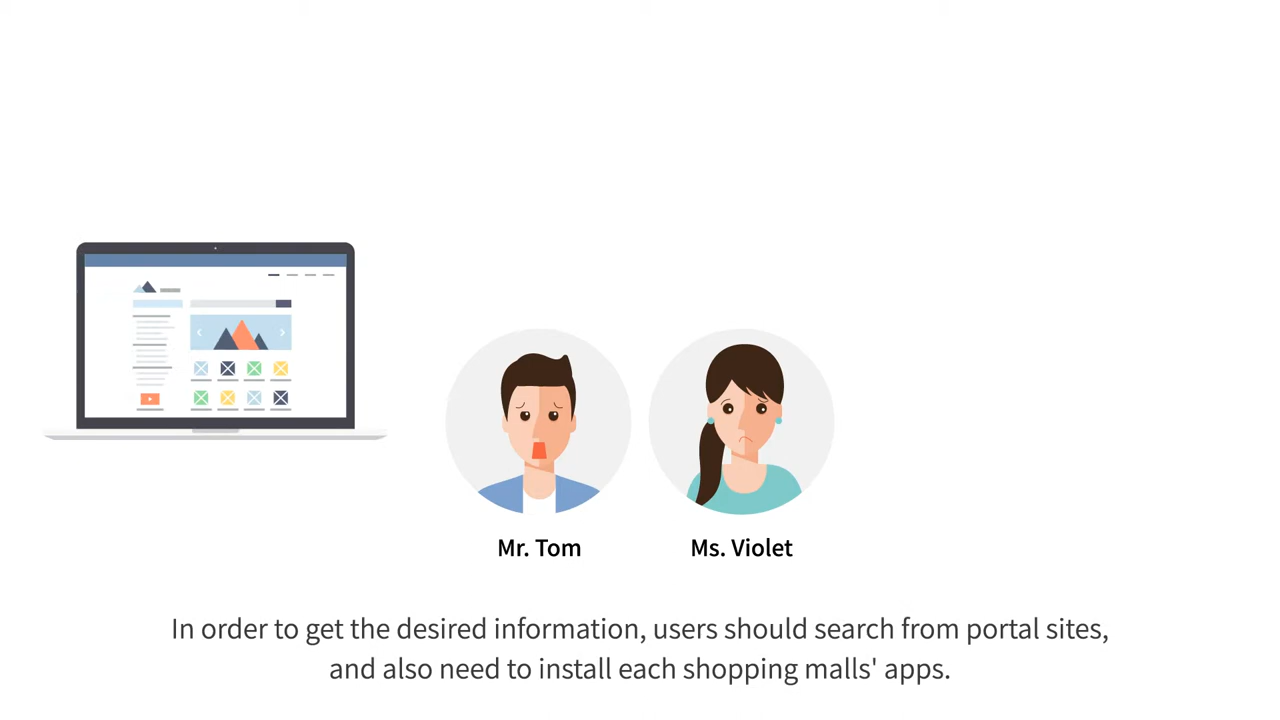 Mr. Tom
Ms. Violet
In order to get the desired information, users should search from portal sites,
and also need to install each shopping malls' apps.